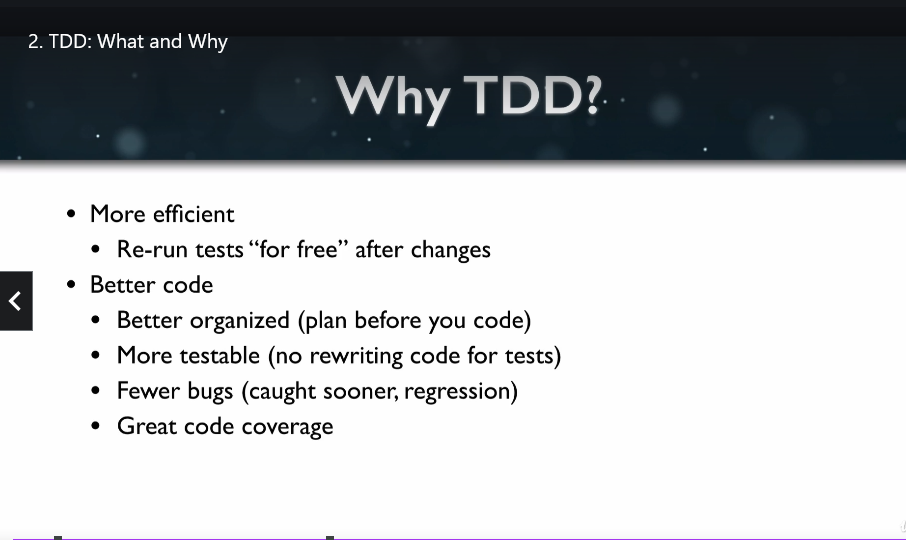 2. TDD: What and Why
Why TDD?
• More efficient
• Re-run tests “for free” after changes
• Better code
• Better organized (plan before you code)
• More testable (no rewriting code for tests)
• Fewer bugs (caught sooner, regression)
• Great code coverage